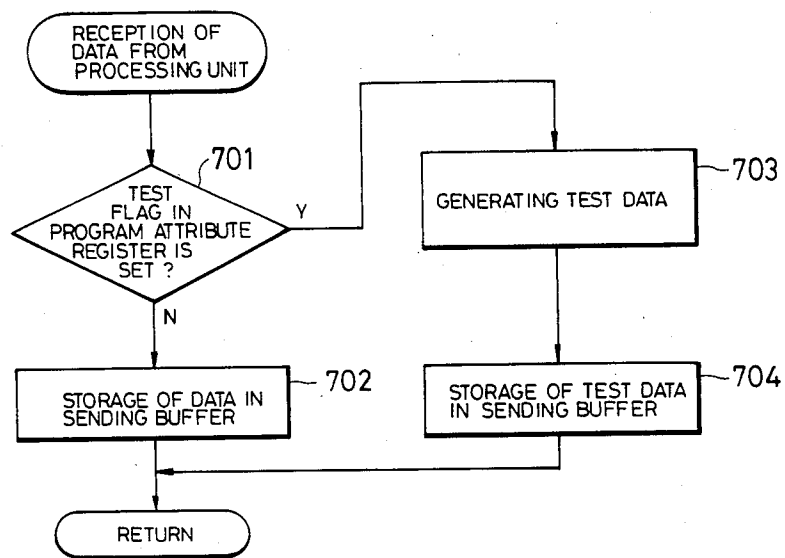 RECEPTION OF
DATA FROM
PROCESSING UNIT
701
TEST
FLAG IN
PROGRAM ATTRIBUTE
REGISTER IS
SET ?
Y
N
703
GENERATING TEST DATA
702
STORAGE OF DATA IN
SENDING BUFFER
704
STORAGE OF TEST DATA
IN SENDING BUFFER
RETURN